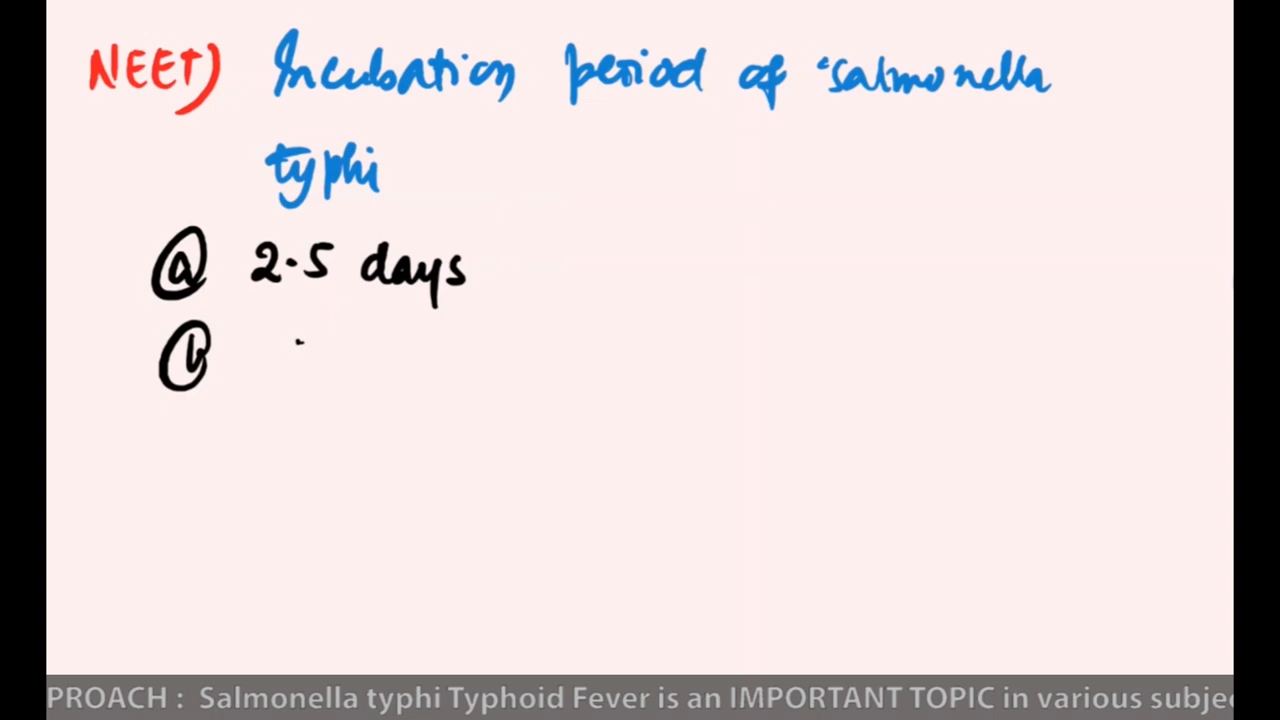 NEET) Incubation period of 'salmonella
typhi
a 2-5 days
b
PROACH : Salmonella typhi Typhoid Fever is an IMPORTANT TOPIC in various subje